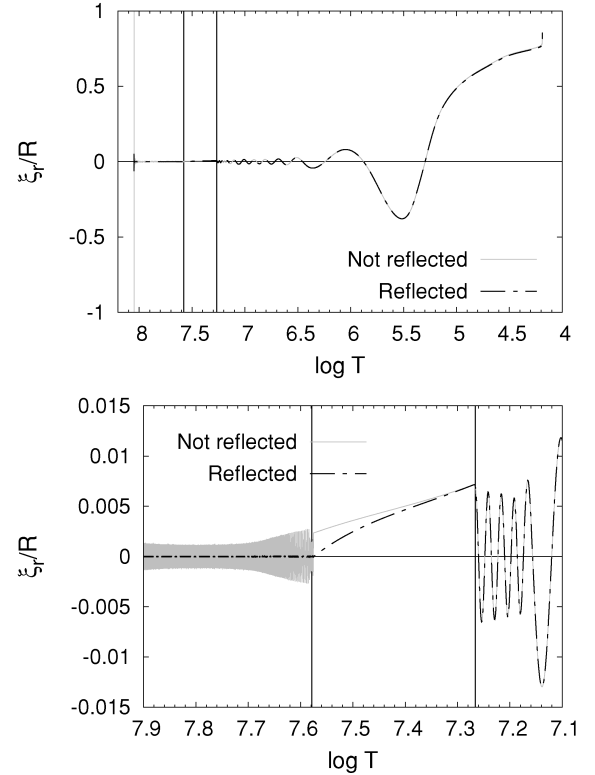 1
0.5
0
-0.5
-1
ξr/R
Not reflected
Reflected
8 7.5 7 6.5 6 5.5 5 4.5 4
log T
0.015
0.01
0.005
0
-0.005
-0.01
-0.015
ξr/R
Not reflected
Reflected
7.9 7.8 7.7 7.6 7.5 7.4 7.3 7.2 7.1
log T